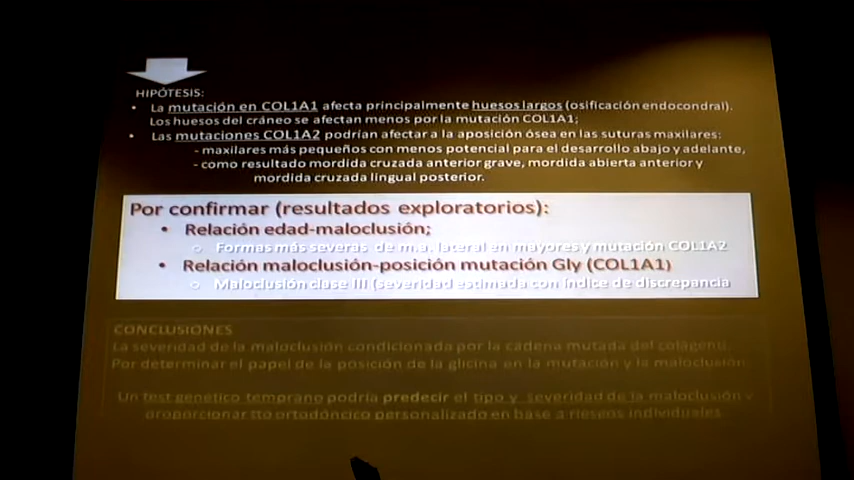 HIPÓTESIS:
• La mutación en COL1A1 afecta principalmente huesos largos (osificación endocondral).
Los huesos del cráneo se afectan menos por la mutación COL1A1;
• Las mutaciones COL1A2 podrían afectar a la aposición ósea en las suturas maxilares:
- maxilares más pequeños con menos potencial para el desarrollo abajo y adelante,
- como resultado mordida cruzada anterior grave, mordida abierta anterior y
mordida cruzada lingual posterior.
Por confirmar (resultados exploratorios):
• Relación edad-maloclusión;
○ Formas más severas de m.a. lateral en mayores y mutación COL1A2
• Relación maloclusión-posición mutación Gly (COL1A1)
○ Maloclusión clase III (severidad estimada con índice de discrepancia
CONCLUSIONES
La severidad de la maloclusión condicionada por la cadena mutada del colágeno.
Por determinar el papel de la posición de la glicina en la mutación y la maloclusión.
Un test genético temprano podría predecir el tipo y severidad de la maloclusión y
proporcionar tto ortodóncico personalizado en base a riesgos individuales